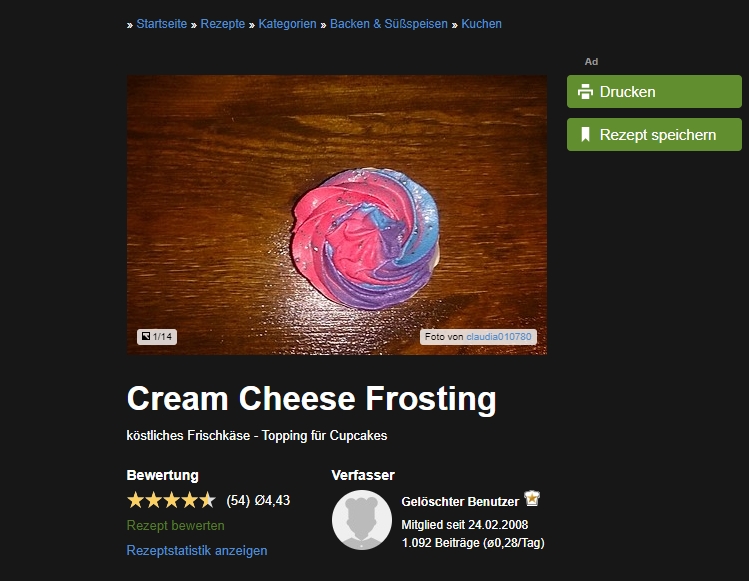 » Startseite » Rezepte » Kategorien » Backen & Süßspeisen » Kuchen
Ad
Drucken
Rezept speichern
1/14
Foto von claudia010780
Cream Cheese Frosting
köstliches Frischkäse - Topping für Cupcakes
Bewertung
(54) Ø4,43
Rezept bewerten
Rezeptstatistik anzeigen
Verfasser
Gelöschter Benutzer
Mitglied seit 24.02.2008
1.092 Beiträge (ø0,28/Tag)